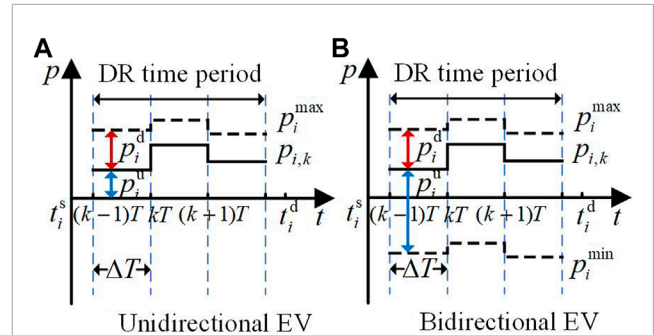 A
p
DR time period
p_i^max
p_i^d
p_{i,k}
p_i^u
t_i^s (k−1)T kT (k+1)T t_i^d t
ΔT
Unidirectional EV
B
p
DR time period
p_i^max
p_i^d
p_{i,k}
p_i^u
t_i^s (k−1)T kT (k+1)T t_i^d t
p_i^min
ΔT
Bidirectional EV